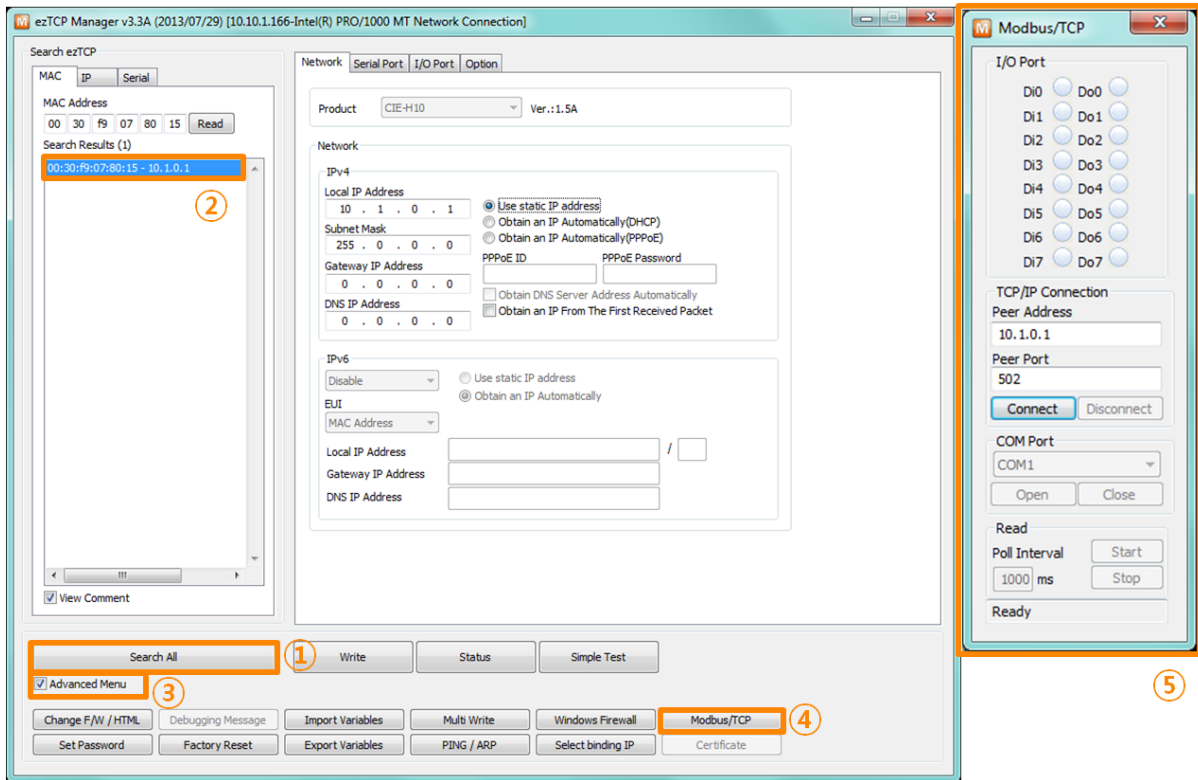 ezTCP Manager v3.3A (2013/07/29) [10.10.1.166-Intel(R) PRO/1000 MT Network Connection]
Search ezTCP
MAC IP Serial
MAC Address
00 30 f9 07 80 15 Read
Search Results (1)
00:30:f9:07:80:15 - 10.1.0.1
②
View Comment
Network Serial Port I/O Port Option
Product CIE-H10 Ver.:1.5A
Network
IPv4
Local IP Address
10 . 1 . 0 . 1
Use static IP address
Obtain an IP Automatically(DHCP)
Subnet Mask
255 . 0 . 0 . 0
Obtain an IP Automatically(PPPoE)
Gateway IP Address
0 . 0 . 0 . 0
PPPoE ID PPPoE Password
DNS IP Address
0 . 0 . 0 . 0
Obtain DNS Server Address Automatically
Obtain an IP From The First Received Packet
IPv6
Disable
Use static IP address
Obtain an IP Automatically
EUI
MAC Address
Local IP Address /
Gateway IP Address
DNS IP Address
Search All ① Write Status Simple Test
Advanced Menu ③
Change F/W / HTML Debugging Message Import Variables Multi Write Windows Firewall Modbus/TCP ④
Set Password Factory Reset Export Variables PING / ARP Select binding IP Certificate
Modbus/TCP
I/O Port
Di0 Do0
Di1 Do1
Di2 Do2
Di3 Do3
Di4 Do4
Di5 Do5
Di6 Do6
Di7 Do7
TCP/IP Connection
Peer Address
10.1.0.1
Peer Port
502
Connect Disconnect
COM Port
COM1
Open Close
Read
Poll Interval Start
1000 ms Stop
Ready
⑤